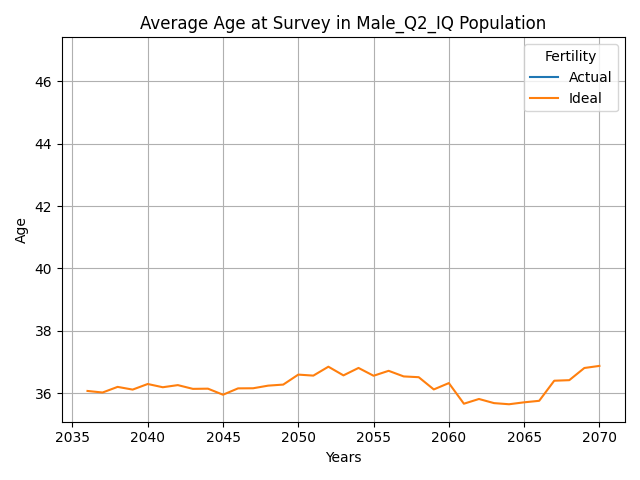 Average Age at Survey in Male_Q2_IQ Population
Fertility
Actual
Ideal
46
44
42
40
38
36
Age
2035 2040 2045 2050 2055 2060 2065 2070
Years